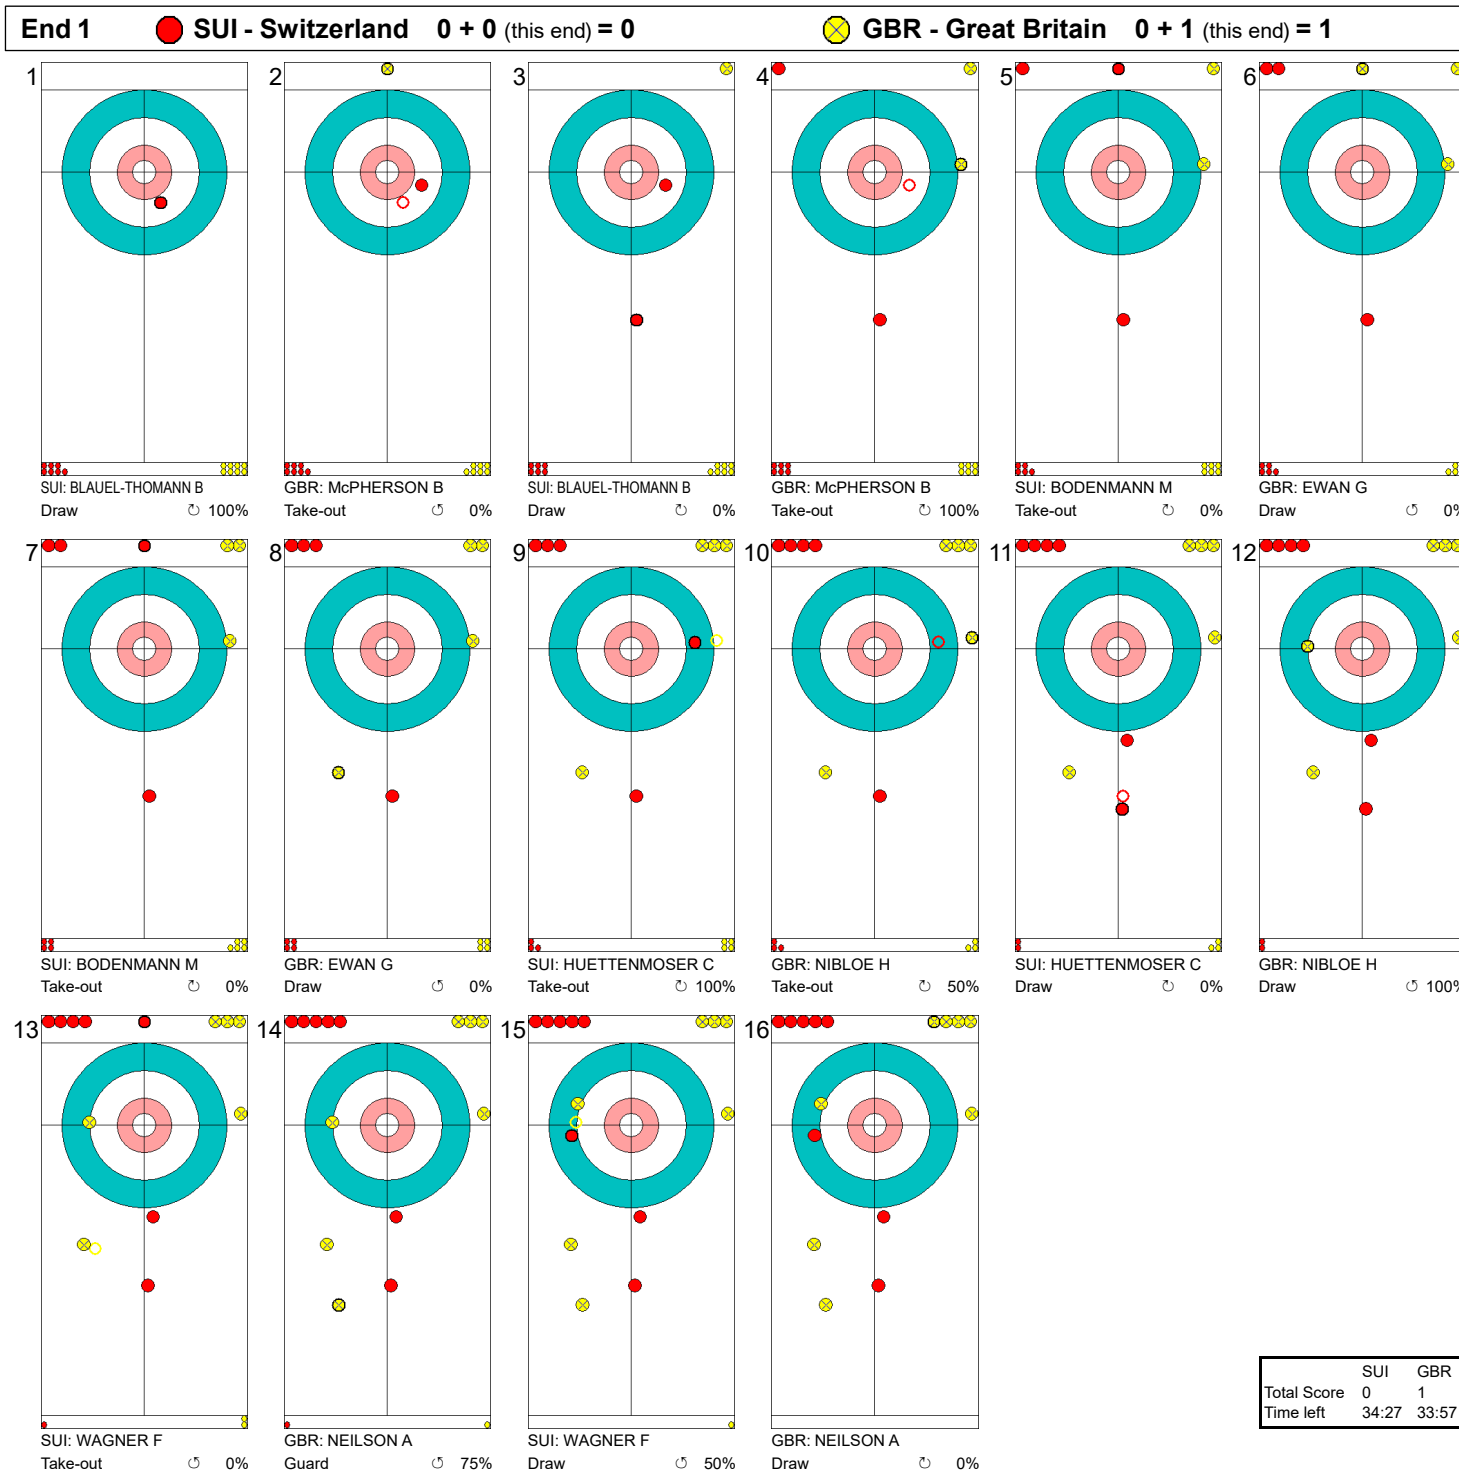 End 1 SUI - Switzerland 0 + 0 (this end) = 0 GBR - Great Britain 0 + 1 (this end) = 1
1 2 3 4 5 6
SUI: BLAUEL-THOMANN B GBR: McPHERSON B SUI: BLAUEL-THOMANN B GBR: McPHERSON B SUI: BODENMANN M GBR: EWAN G
Draw ↻ 100% Take-out ↺ 0% Draw ↻ 0% Take-out ↺ 100% Take-out ↺ 0% Draw ↺ 0%
7 8 9 10 11 12
SUI: BODENMANN M GBR: EWAN G SUI: HUETTENMOSER C GBR: NIBLOE H SUI: HUETTENMOSER C GBR: NIBLOE H
Take-out ↻ 0% Draw ↺ 0% Take-out ↻ 100% Take-out ↻ 50% Draw ↻ 0% Draw ↺ 100%
13 14 15 16
SUI: WAGNER F GBR: NEILSON A SUI: WAGNER F GBR: NEILSON A
Take-out ↺ 0% Guard ↺ 75% Draw ↺ 50% Draw ↺ 0%
SUI GBR
Total Score 0 1
Time left 34:27 33:57